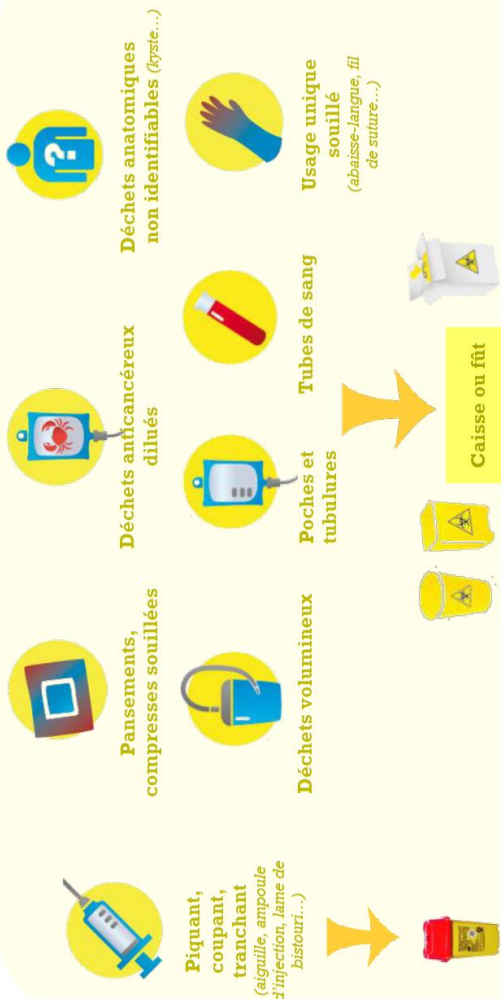 Piquant,
coupant,
tranchant
(aiguille, ampoule
d'injection, lame de
bistouri...)
Pansements,
compresses souillées
Déchets anticancéreux
dilués
Déchets anatomiques
non identifiables (kyste...)
?
Déchets volumineux
Poches et
tubulures
Tubes de sang
Usage unique
souillé
(abaisse-langue, fil
de suture...)
Caisse ou fût